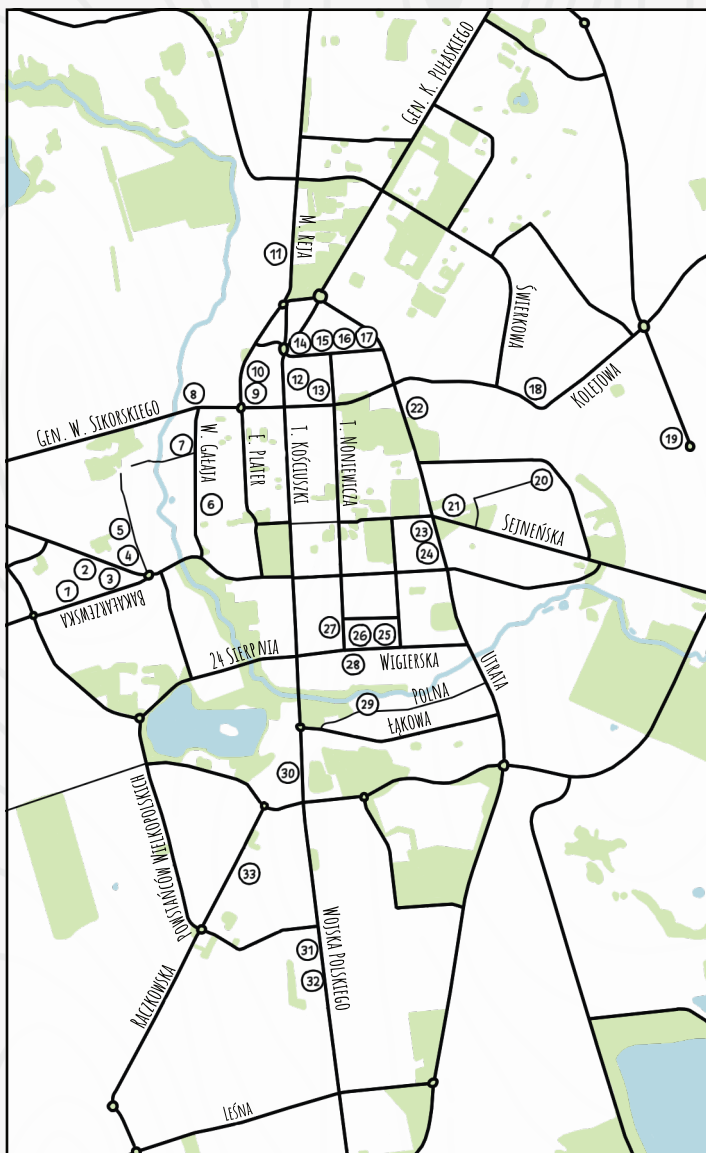 GEN. K. PUŁASKIEGO
M. REJA
11
14
15
16
17
ŚWIERKOWA
10
12
13
9
8
18
KOLEJOWA
GEN. W. SIKORSKIEGO
22
19
7
W. GAŁAJA
E. PLATER
T. KOŚCIUSZKI
T. NONIEWICZA
20
6
21
SEJNEŃSKA
5
23
4
24
2
3
1
BAKAŁARZEWSKA
27
26
25
24 SIERPNIA
28
WIGIERSKA
UTRATA
29
POLNA
ŁĄKOWA
30
POWSTAŃCÓW WIELKOPOLSKICH
33
31
WOJSKA POLSKIEGO
32
RACZKOWSKA
LEŚNA